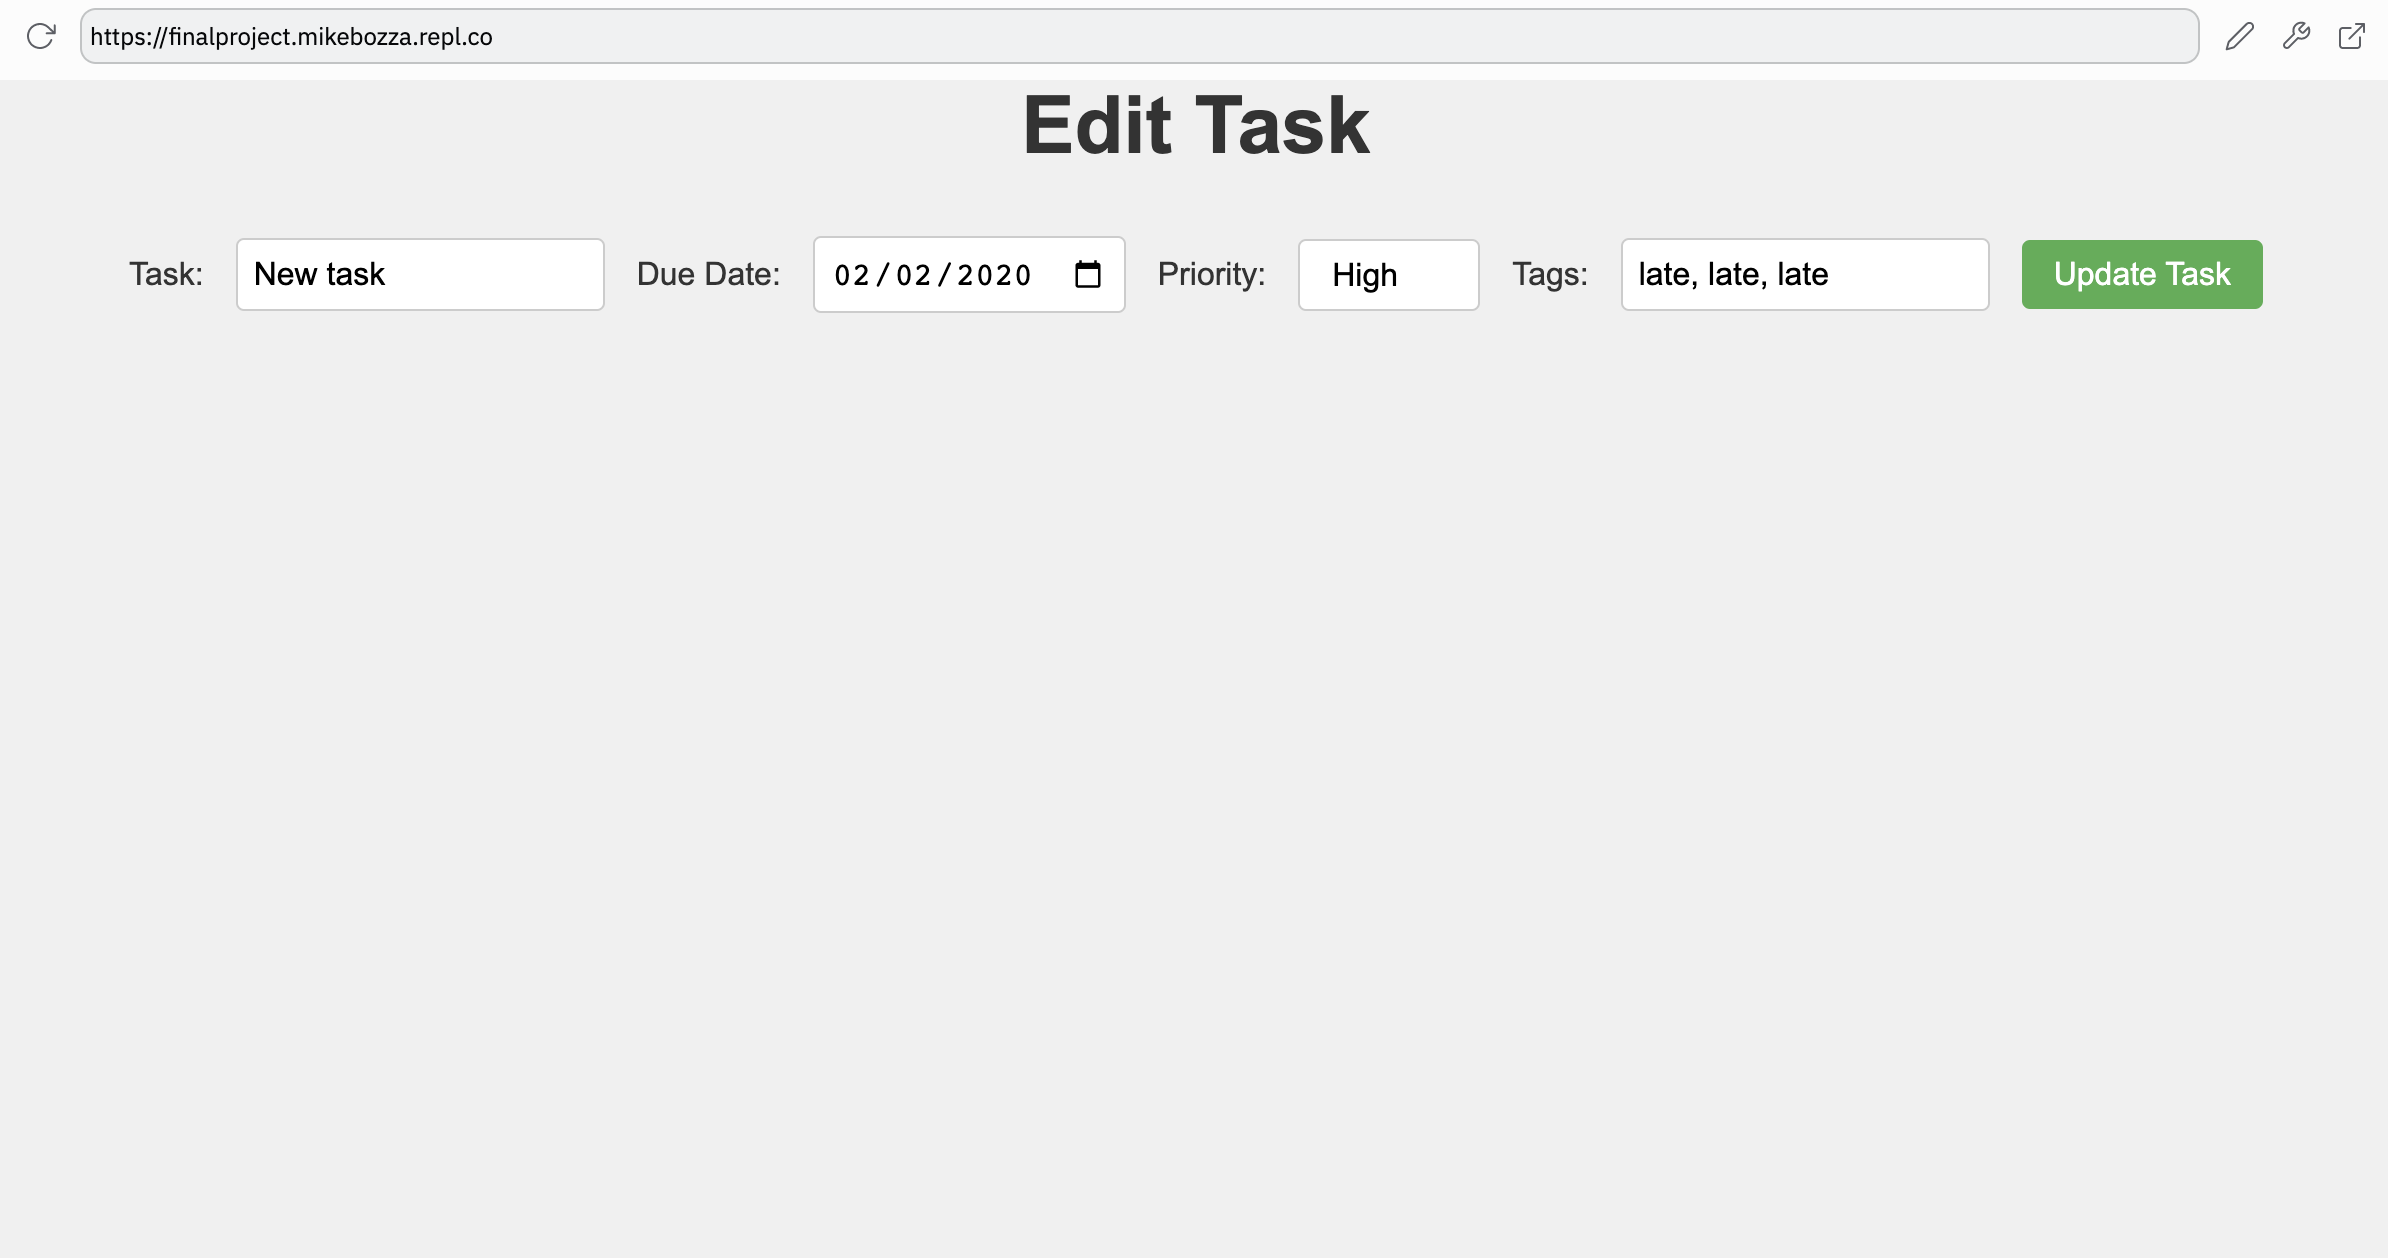 https://finalproject.mikebozza.repl.co
Edit Task
Task: New task Due Date: 02/02/2020 Priority: High Tags: late, late, late Update Task